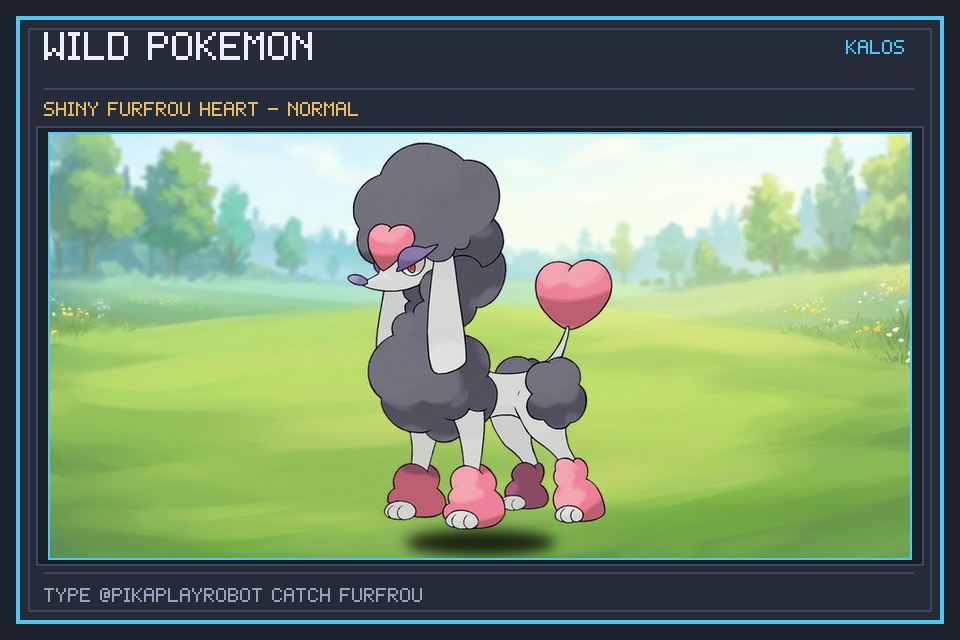 WILD POKEMON
KALOS
SHINY FURFROU HEART - NORMAL
TYPE @PIKAPLAYROBOT CATCH FURFROU